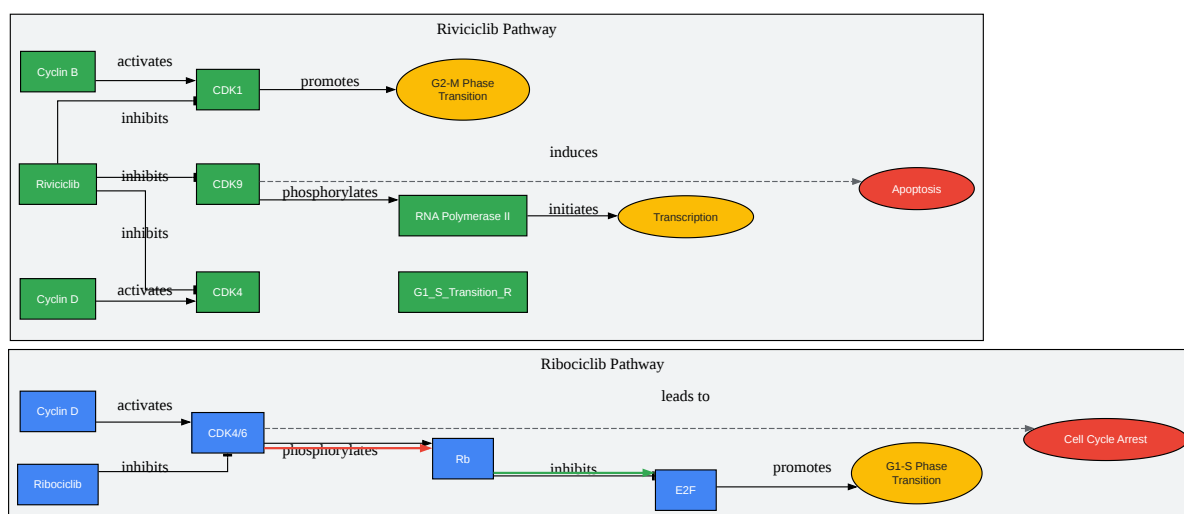 Riviciclib Pathway
Cyclin B
activates
CDK1
promotes
G2-M Phase
Transition
inhibits
induces
Riviciclib
inhibits
CDK9
phosphorylates
RNA Polymerase II
initiates
Transcription
Apoptosis
inhibits
Cyclin D
activates
CDK4
G1_S_Transition_R
Ribociclib Pathway
leads to
Cyclin D
activates
CDK4/6
phosphorylates
Cell Cycle Arrest
Ribociclib
inhibits
Rb
inhibits
E2F
promotes
G1-S Phase
Transition